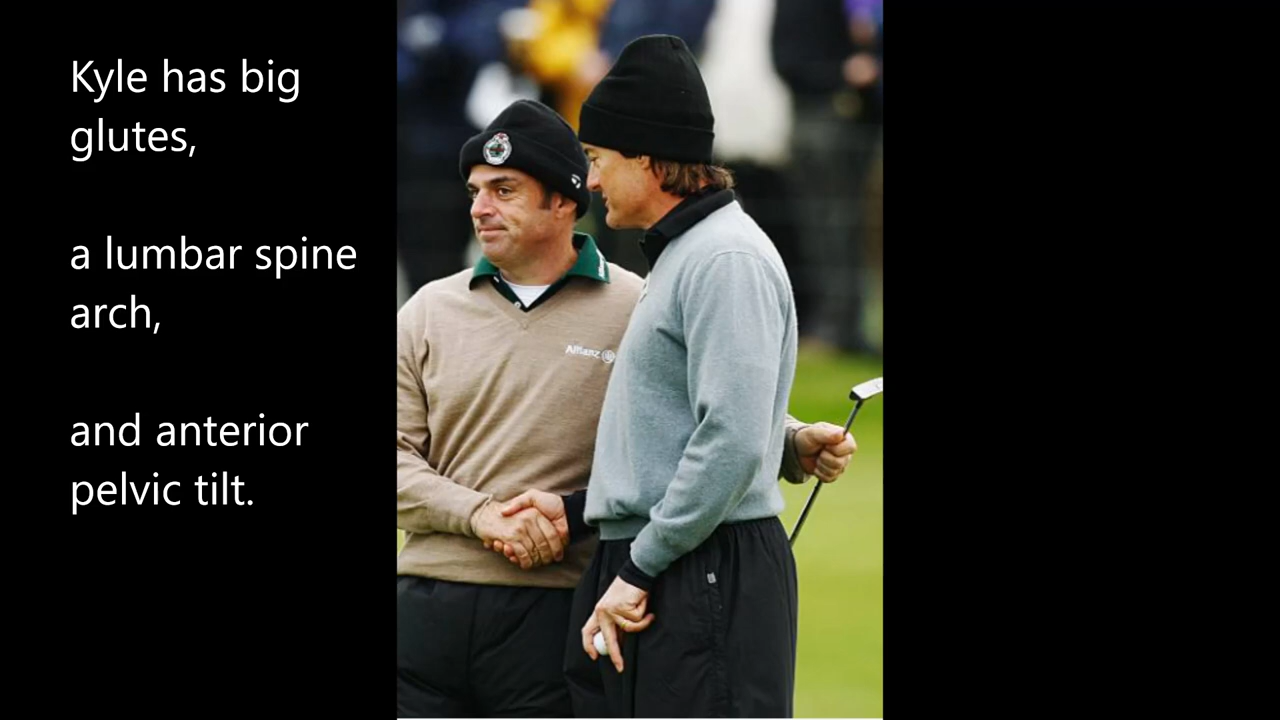 Kyle has big
glutes,
a lumbar spine
arch,
and anterior
pelvic tilt.
Allianz